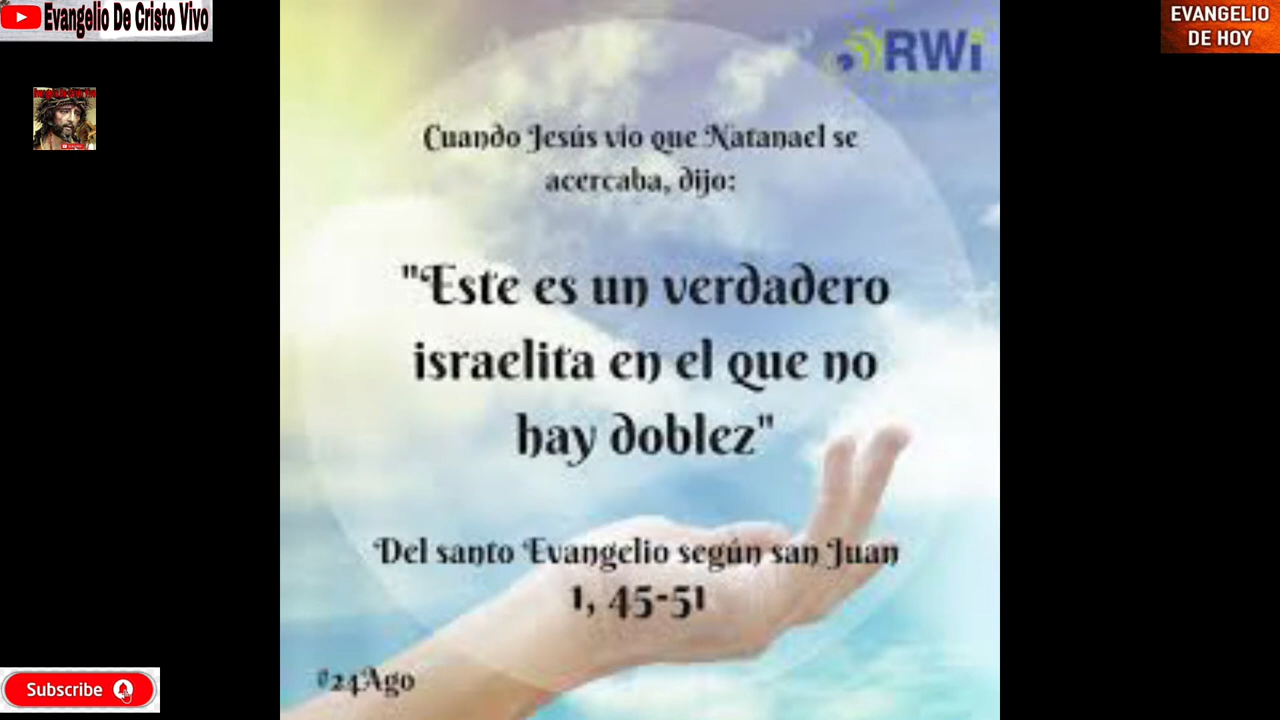 Evangelio De Cristo Vivo
EVANGELIO
DE HOY
RWi
Cuando Jesús vio que Natanael se
acercaba, dijo:
"Este es un verdadero
israelita en el que no
hay doblez"
Del santo Evangelio según san Juan
1, 45-51
#24Ago
Subscribe